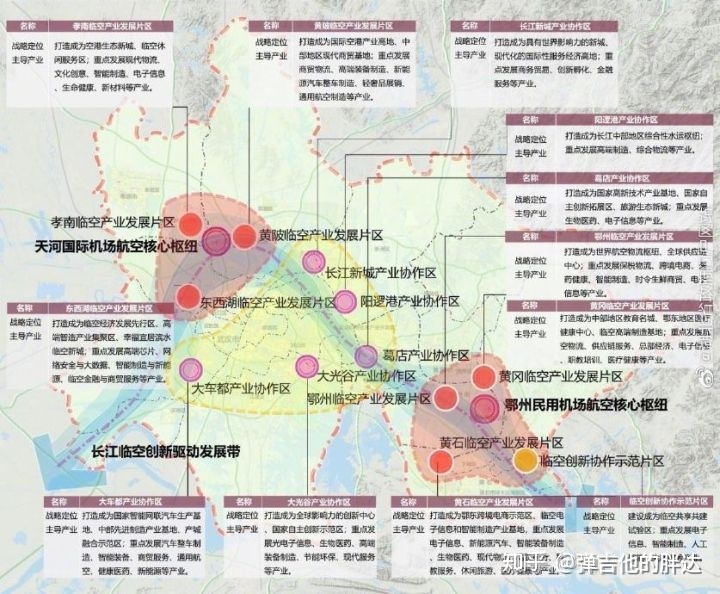 名称 孝南临空产业发展片区
战略定位
主导产业
打造成为空港生态新城、临空休
闲服务区；重点发展现代物流、
文化创意、智能制造、电子信息
、生命健康、新材料等产业。
名称 黄陂临空产业发展片区
战略定位
主导产业
打造成为国际空港产业高地、中
部地区现代商贸基地；重点发展
商贸物流、高端装备制造、新能
源汽车整车制造、轻奢品展销、
通用航空制造等产业。
名称 长江新城产业协作区
战略定位
主导产业
打造成为具有世界影响力的新城、
现代化的国际性服务经济高地；重
点发展商务贸易、创新孵化、金融
服务等产业。
名称 阳逻港产业协作区
战略定位
主导产业
打造成为长江中部地区综合性水运枢纽；
重点发展高端制造、综合物流等产业。
名称 葛店产业协作区
战略定位
主导产业
打造成为国家高新技术产业基地、国家自
主创新拓展区、旅游生态新城；重点发展
生物医药、电子信息等产业。
名称 鄂州临空产业发展片区
战略定位
主导产业
打造成为世界航空物流枢纽、全球供应链
中心；重点发展保税物流、跨境电商、医
药健康、智能制造、时令生鲜商贸、电子
信息等产业。
名称 黄冈临空产业发展片区
战略定位
主导产业
打造成为中部地区教育名城、鄂东地区医疗
健康中心、临空高端制造基地；重点发展航
空物流、供应链服务、总部经济、电子信息
、职教培训、医疗健康等产业。
孝南临空产业发展片区
天河国际机场航空核心枢纽
黄陂临空产业发展片区
长江新城产业协作区
东西湖临空产业发展片区
阳逻港产业协作区
名称 东西湖临空产业发展片区
战略定位
主导产业
打造成为临空经济发展先行区、高
端智造产业集聚区、幸福宜居滨水
临空新城；重点发展高端芯片、网
络安全与大数据、智能制造与新能
源、临空金融与商贸服务等产业。
葛店产业协作区
大车都产业协作区
大光谷产业协作区
黄冈临空产业发展片区
鄂州临空产业发展片区
鄂州民用机场航空核心枢纽
黄石临空产业发展片区
长江临空创新驱动发展带
临空创新协作示范片区
名称 大车都产业协作区
战略定位
主导产业
打造成为国家智能网联汽车生产基
地、中部先进制造产业基地、产城
融合示范区；重点发展汽车整车制
造、智能装备、商贸服务、通用航
空、健康医药、新能源等产业。
名称 大光谷产业协作区
战略定位
主导产业
打造成为全球影响力的创新中心
、国家自主创新示范区；重点发
展光电子信息、生物医药、高端
装备制造、节能环保、现代服务
等产业。
名称 黄石临空产业发展片区
战略定位
主导产业
打造成为鄂东跨境电商示范区、临空电
子信息和智能制造产业基地，重点发展
电子信息、新能源汽车、智能装备制造
、生物医药、现代物流
教服务、休闲旅游、
名称 临空创新协作示范片区
战略定位
主导产业
建设成为临空共享共建
试验区；重点发展电子信
息、智能制造、人工
知乎 @弹吉他的胖达